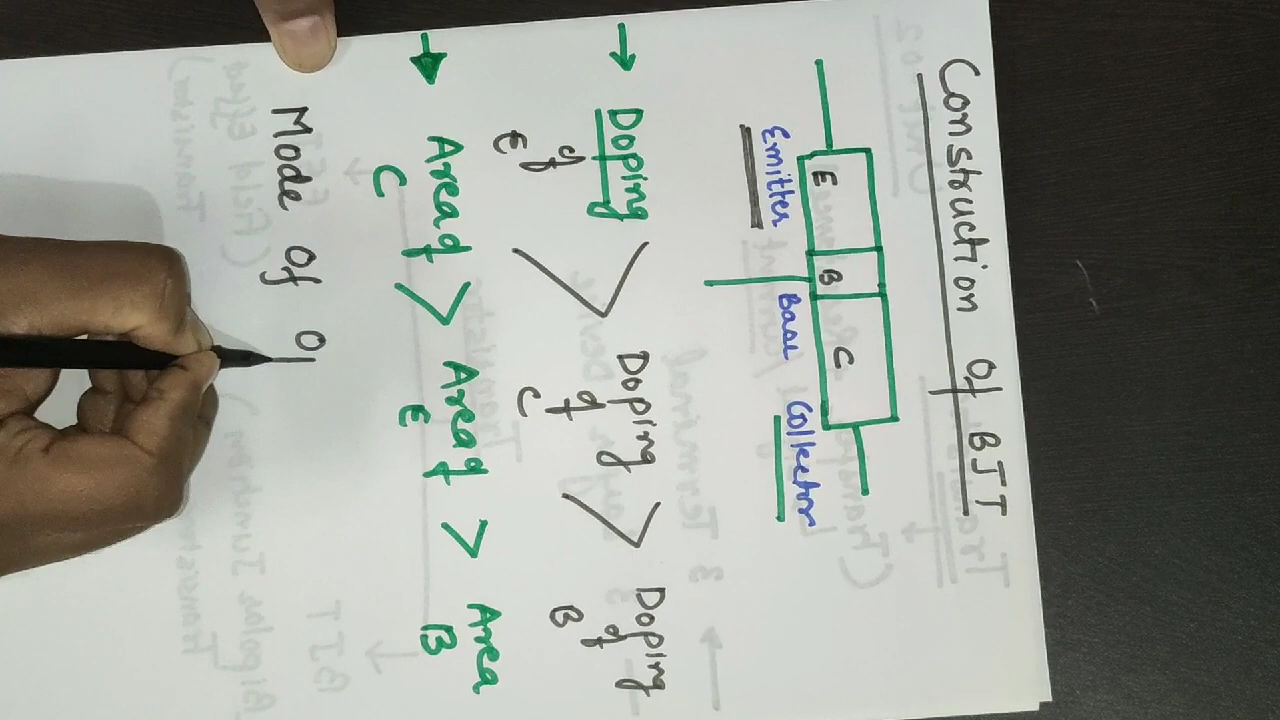 Construction Of BJT
E B C
Emitter Base Collector
→ Doping of E > Doping of C > Doping of B
→ Area of C > Area of E > Area B
Mode Of O